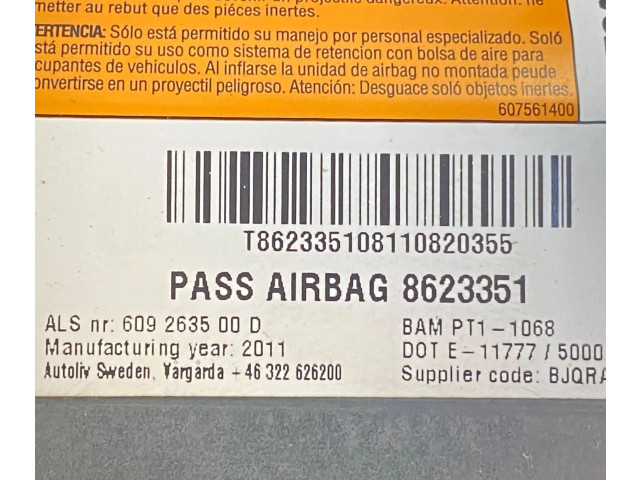 metter au rebut que des piéces inertes.
ERTENCIA: Sólo está permitido su manejo por personal especializado. Soló
stá permitido su uso como sistema de retencion con bolsa de aire para
cupantes de vehiculos. Al inflarse la unidad de airbag no montada peude
onvertirse en un proyectil peligroso. Atención: Desguace soló objetos inertes.
607561400
T862335108110820355
PASS AIRBAG 8623351
ALS nr: 609 2635 00 D
BAM PT1-1068
Manufacturing year: 2011
DOT E-11777 / 5000
Autoliv Sweden, Vårgårda +46 322 626200
Supplier code: BJQRA